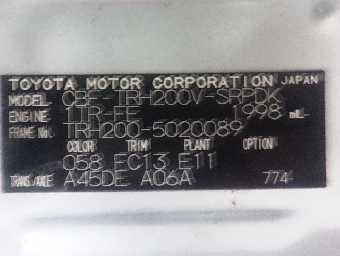 TOYOTA MOTOR CORPORATION JAPAN
MODEL CBF-TRH200V-SRPDK
ENGINE 1TR-FE 1998 mL
FRAME No. TRH200-5020089
COLOR TRIM PLANT OPTION
058 FC13 E11
TRANS./AXLE A45DE A06A 774